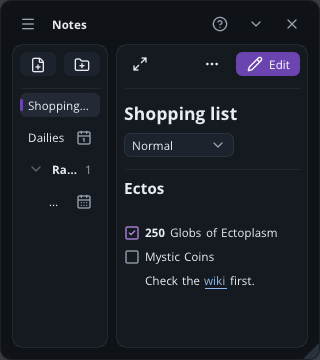 Notes
Shopping...
Dailies
Ra... 1
...
Edit
Shopping list
Normal
Ectos
250 Globs of Ectoplasm
Mystic Coins
Check the wiki first.